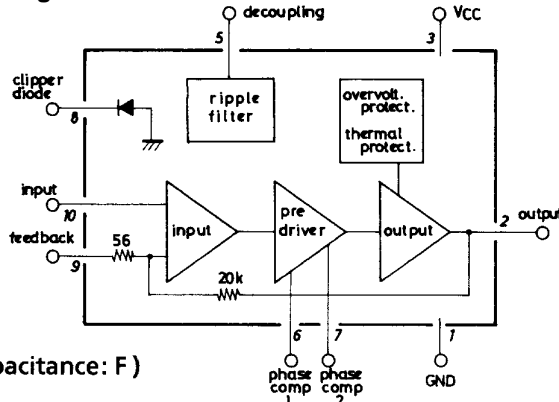 decoupling
VCC
5
3
clipper
diode
8
ripple
filter
overvolt.
protect.
thermal
protect.
input
10
input
pre
driver
output
2
output
feedback
9
56
20k
6
7
1
pacitance: F )
phase
comp
1
phase
comp
2
GND